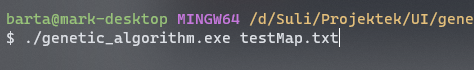 barta@mark-desktop MINGW64 /d/Suli/Projektek/UI/gene
$ ./genetic_algorithm.exe testMap.txt